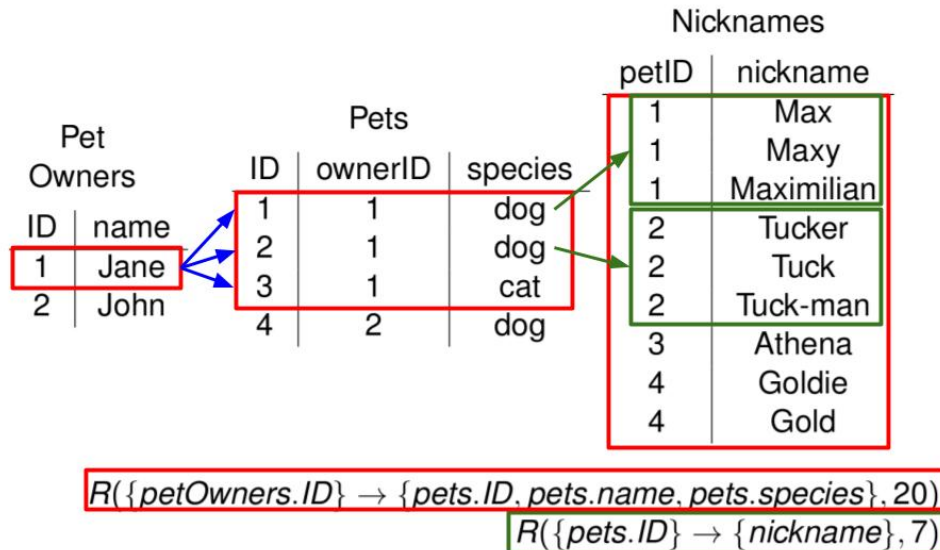 Nicknames
petID nickname
1 Max
1 Maxy
1 Maximilian
2 Tucker
2 Tuck
2 Tuck-man
3 Athena
4 Goldie
4 Gold
Pets
ID ownerID species
1 1 dog
2 1 dog
3 1 cat
4 2 dog
Pet
Owners
ID name
1 Jane
2 John
R({petOwners.ID} → {pets.ID, pets.name, pets.species}, 20)
R({pets.ID} → {nickname}, 7)